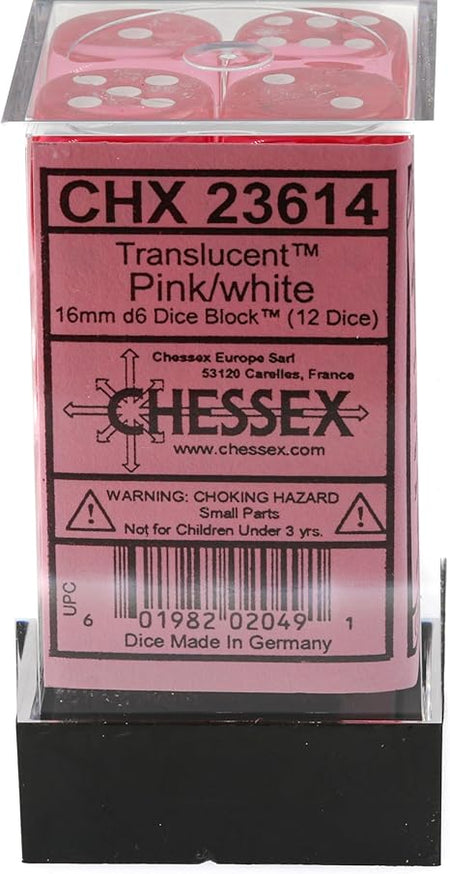 CHX 23614
Translucent™
Pink/white
16mm d6 Dice Block™ (12 Dice)
Chessex Europe Sarl
53120 Carelles, France
CHESSEX
www.chessex.com
WARNING: CHOKING HAZARD
Small Parts
Not for Children Under 3 yrs.
UPC
6 01982 02049 1
Dice Made In Germany